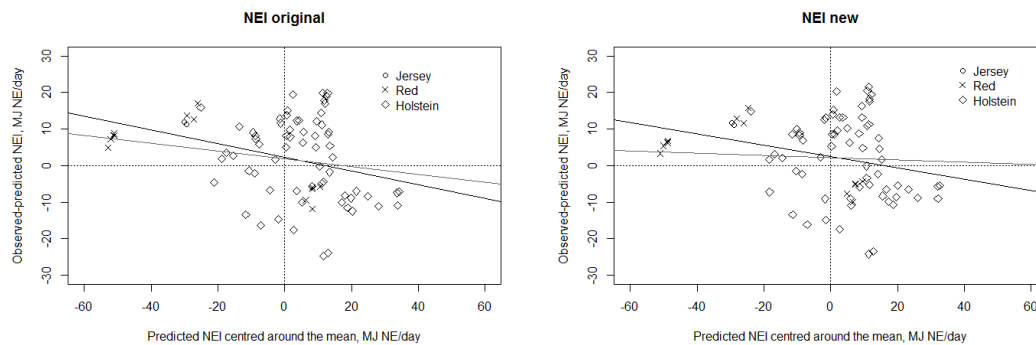 NEI original
Observed-predicted NEI, MJ NE/day
30
20
10
0
-10
-20
-30
Jersey
Red
Holstein
-60
-40
-20
0
20
40
60
Predicted NEI centred around the mean, MJ NE/day
NEI new
Observed-predicted NEI, MJ NE/day
30
20
10
0
-10
-20
-30
Jersey
Red
Holstein
-60
-40
-20
0
20
40
60
Predicted NEI centred around the mean, MJ NE/day